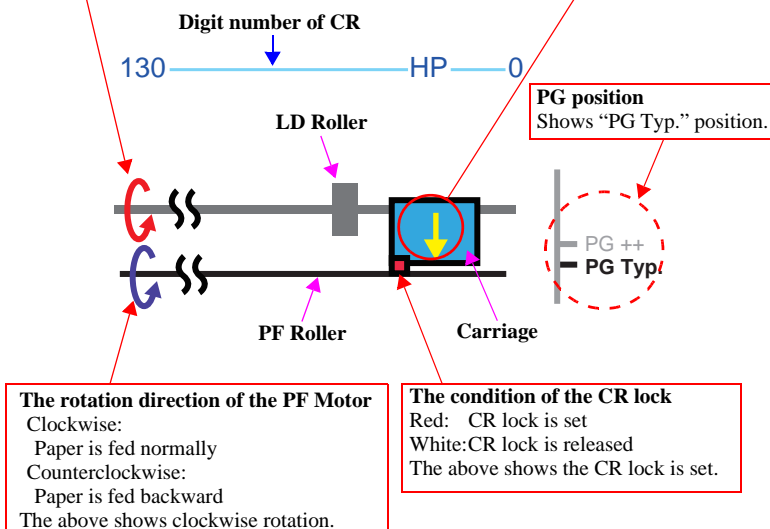 Digit number of CR
130 HP 0
PG position
Shows “PG Typ.” position.
LD Roller
PG ++
PG Typ.
PF Roller
Carriage
The rotation direction of the PF Motor
Clockwise:
Paper is fed normally
Counterclockwise:
Paper is fed backward
The above shows clockwise rotation.
The condition of the CR lock
Red: CR lock is set
White:CR lock is released
The above shows the CR lock is set.